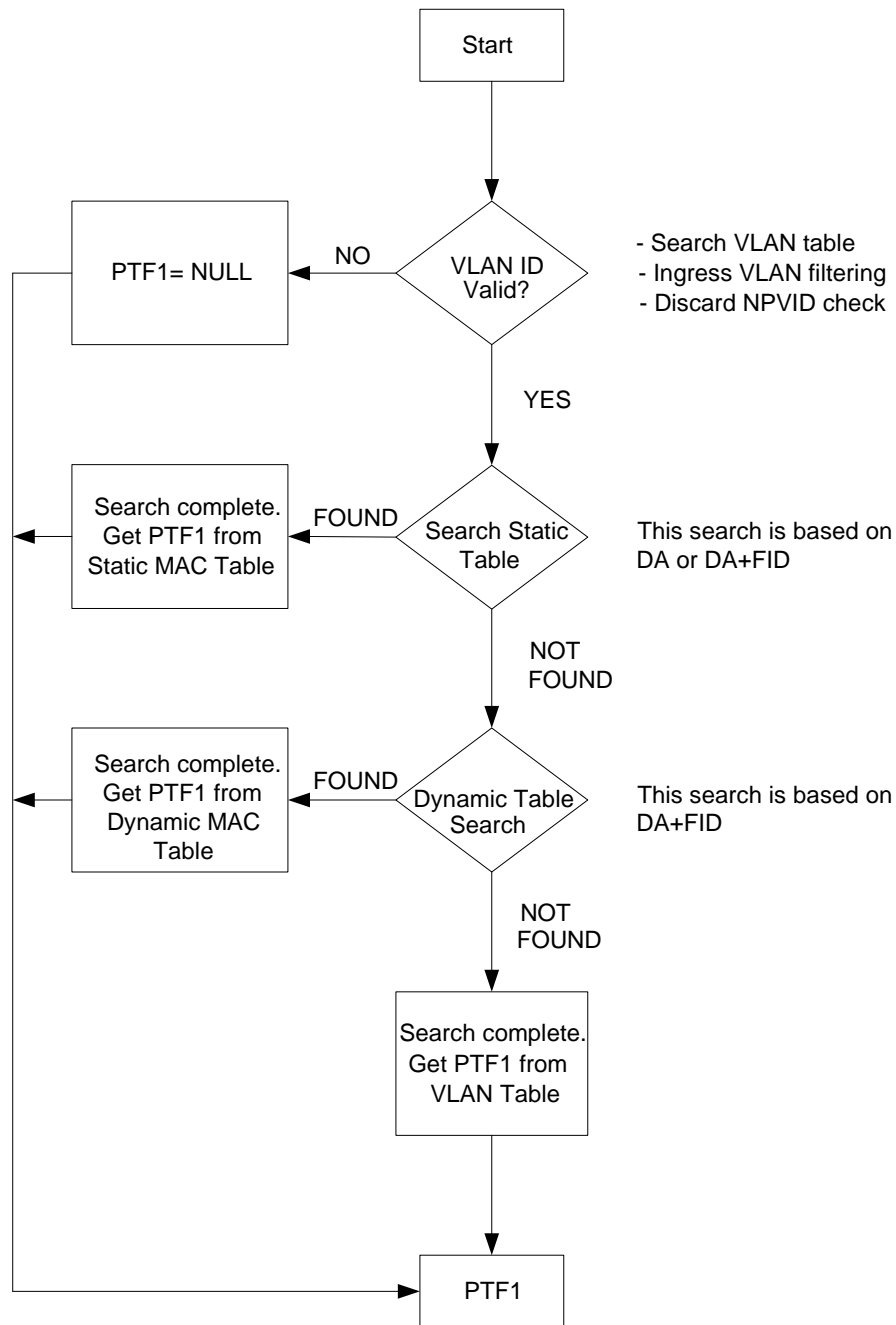 Start
PTF1= NULL
NO
VLAN ID
Valid?
- Search VLAN table
- Ingress VLAN filtering
- Discard NPVID check
YES
Search complete.
Get PTF1 from
Static MAC Table
FOUND
Search Static
Table
This search is based on
DA or DA+FID
NOT
FOUND
Search complete.
Get PTF1 from
Dynamic MAC
Table
FOUND
Dynamic Table
Search
This search is based on
DA+FID
NOT
FOUND
Search complete.
Get PTF1 from
VLAN Table
PTF1